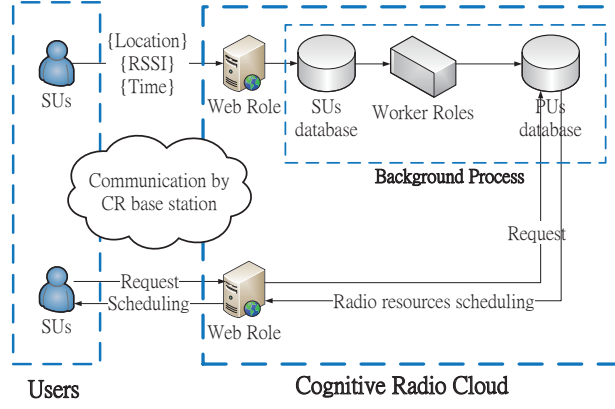 {Location}
{RSSI}
{Time}
SUs
Web Role
SUs
database
Worker Roles
PUs
database
Background Process
Communication by
CR base station
Request
Request
Scheduling
Radio resources scheduling
SUs
Web Role
Users
Cognitive Radio Cloud